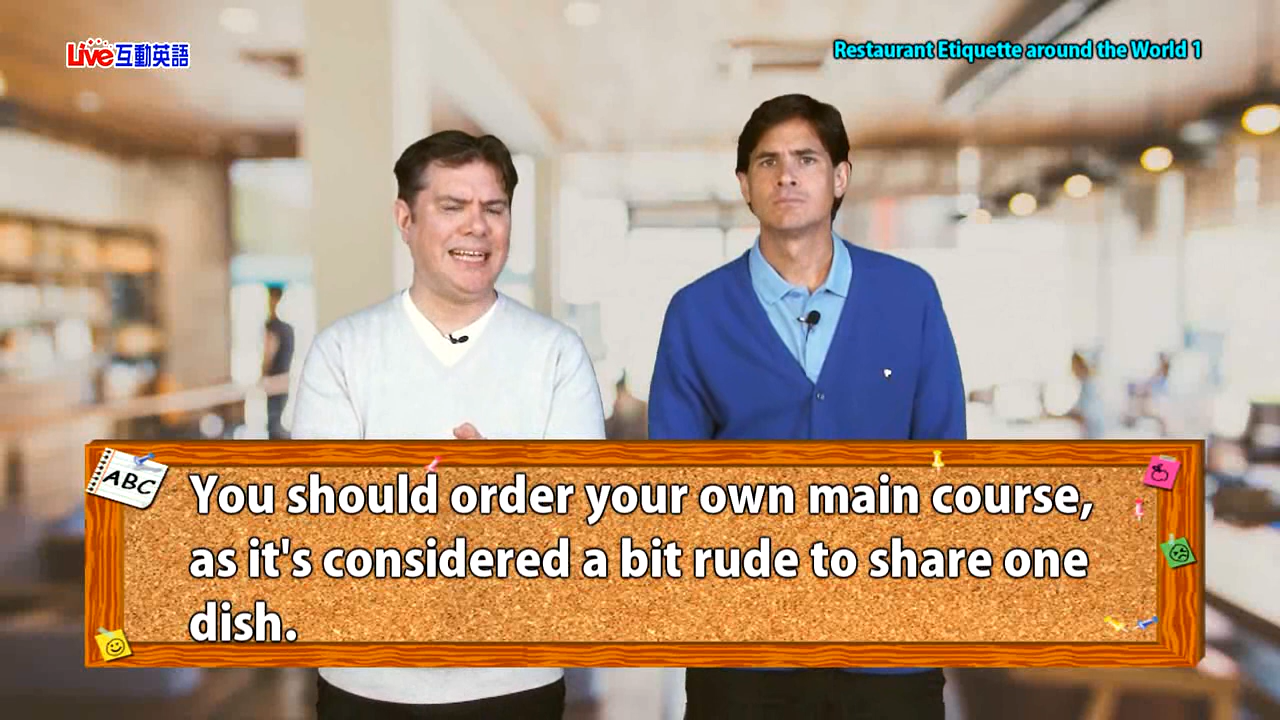 Live互動英語
Restaurant Etiquette around the World 1
ABC
You should order your own main course,
as it's considered a bit rude to share one
dish.